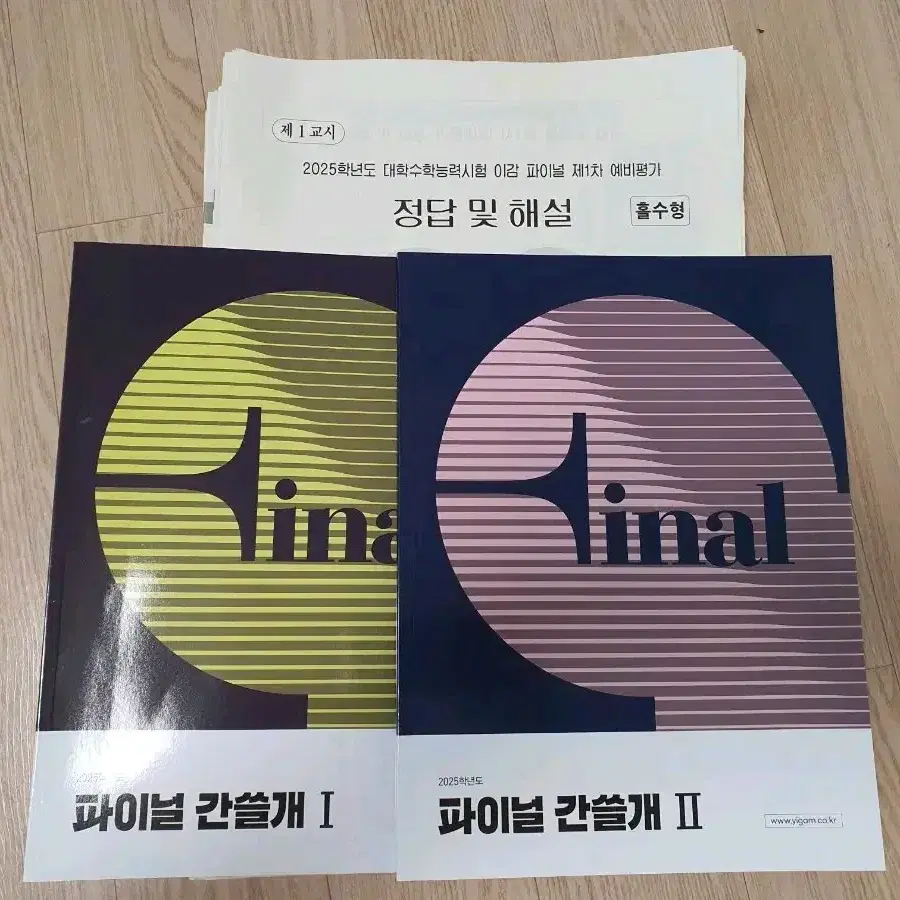 제 1 교시
2025학년도 대학수학능력시험 이감 파이널 제1차 예비평가
정답 및 해설
홀수형
Final
파이널 간쓸개 I
Final
2025학년도
파이널 간쓸개 II
www.yigam.co.kr